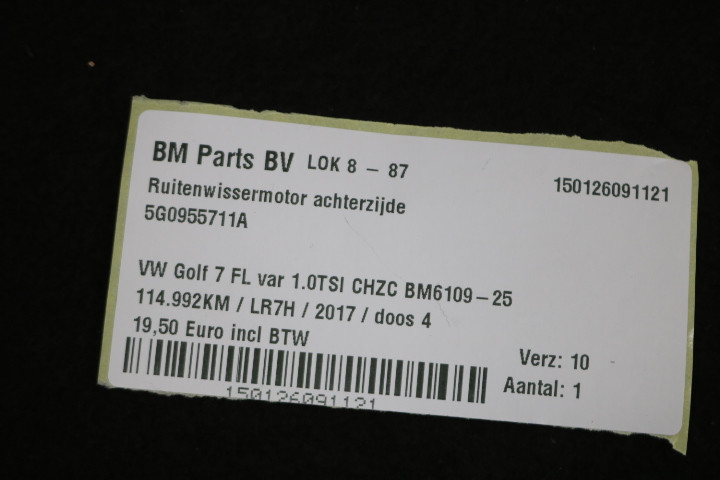 BM Parts BV LOK 8 - 87
150126091121
Ruitenwissermotor achterzijde
5G0955711A
VW Golf 7 FL var 1.0TSI CHZC BM6109-25
114.992KM / LR7H / 2017 / doos 4
19,50 Euro incl BTW
Verz: 10
Aantal: 1
150126091121